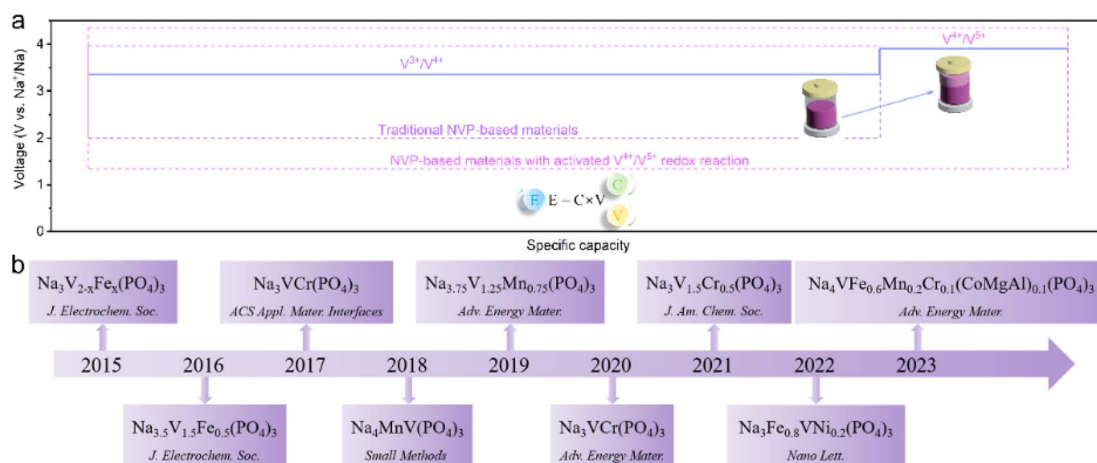 a
Voltage (V vs. Na⁺/Na)
4
3
2
1
0
V³⁺/V⁴⁺
V⁴⁺/V⁵⁺
Traditional NVP-based materials
NVP-based materials with activated V⁴⁺/V⁵⁺ redox reaction
E E = C×V C
V
Specific capacity
b
Na₃V₂₋ₓFeₓ(PO₄)₃
J. Electrochem. Soc.
Na₃VCr(PO₄)₃
ACS Appl. Mater. Interfaces
Na₃.₇₅V₁.₂₅Mn₀.₇₅(PO₄)₃
Adv. Energy Mater.
Na₃V₁.₅Cr₀.₅(PO₄)₃
J. Am. Chem. Soc.
Na₄VFe₀.₆Mn₀.₂Cr₀.₁(CoMgAl)₀.₁(PO₄)₃
Adv. Energy Mater.
2015 2016 2017 2018 2019 2020 2021 2022 2023
Na₃.₅V₁.₅Fe₀.₅(PO₄)₃
J. Electrochem. Soc.
Na₄MnV(PO₄)₃
Small Methods
Na₃VCr(PO₄)₃
Adv. Energy Mater.
Na₃Fe₀.₈VNi₀.₂(PO₄)₃
Nano Lett.